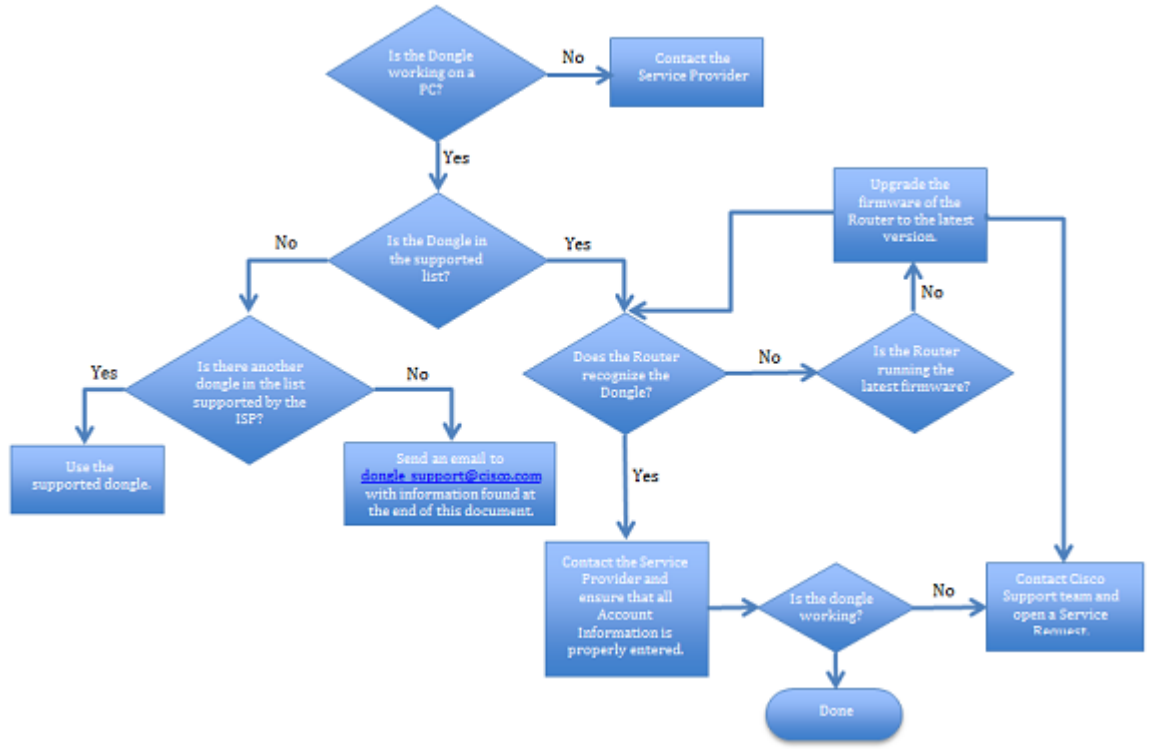 Is the Dongle
working on a
PC?
No
Contact the
Service Provider
Yes
Is the Dongle in
the supported
list?
No
Yes
Upgrade the
firmware of the
Router to the latest
version.
No
Is there another
dongle in the list
supported by the
ISP?
Yes
No
Does the Router
recognize the
Dongle?
No
Is the Router
running the
latest firmware?
Use the
supported dongle.
Send an email to
dongle_support@cisco.com
with information found at
the end of this document.
Yes
Contact the Service
Provider and
ensure that all
Account
Information is
properly entered.
Is the dongle
working?
No
Contact Cisco
Support team and
open a Service
Request.
Done